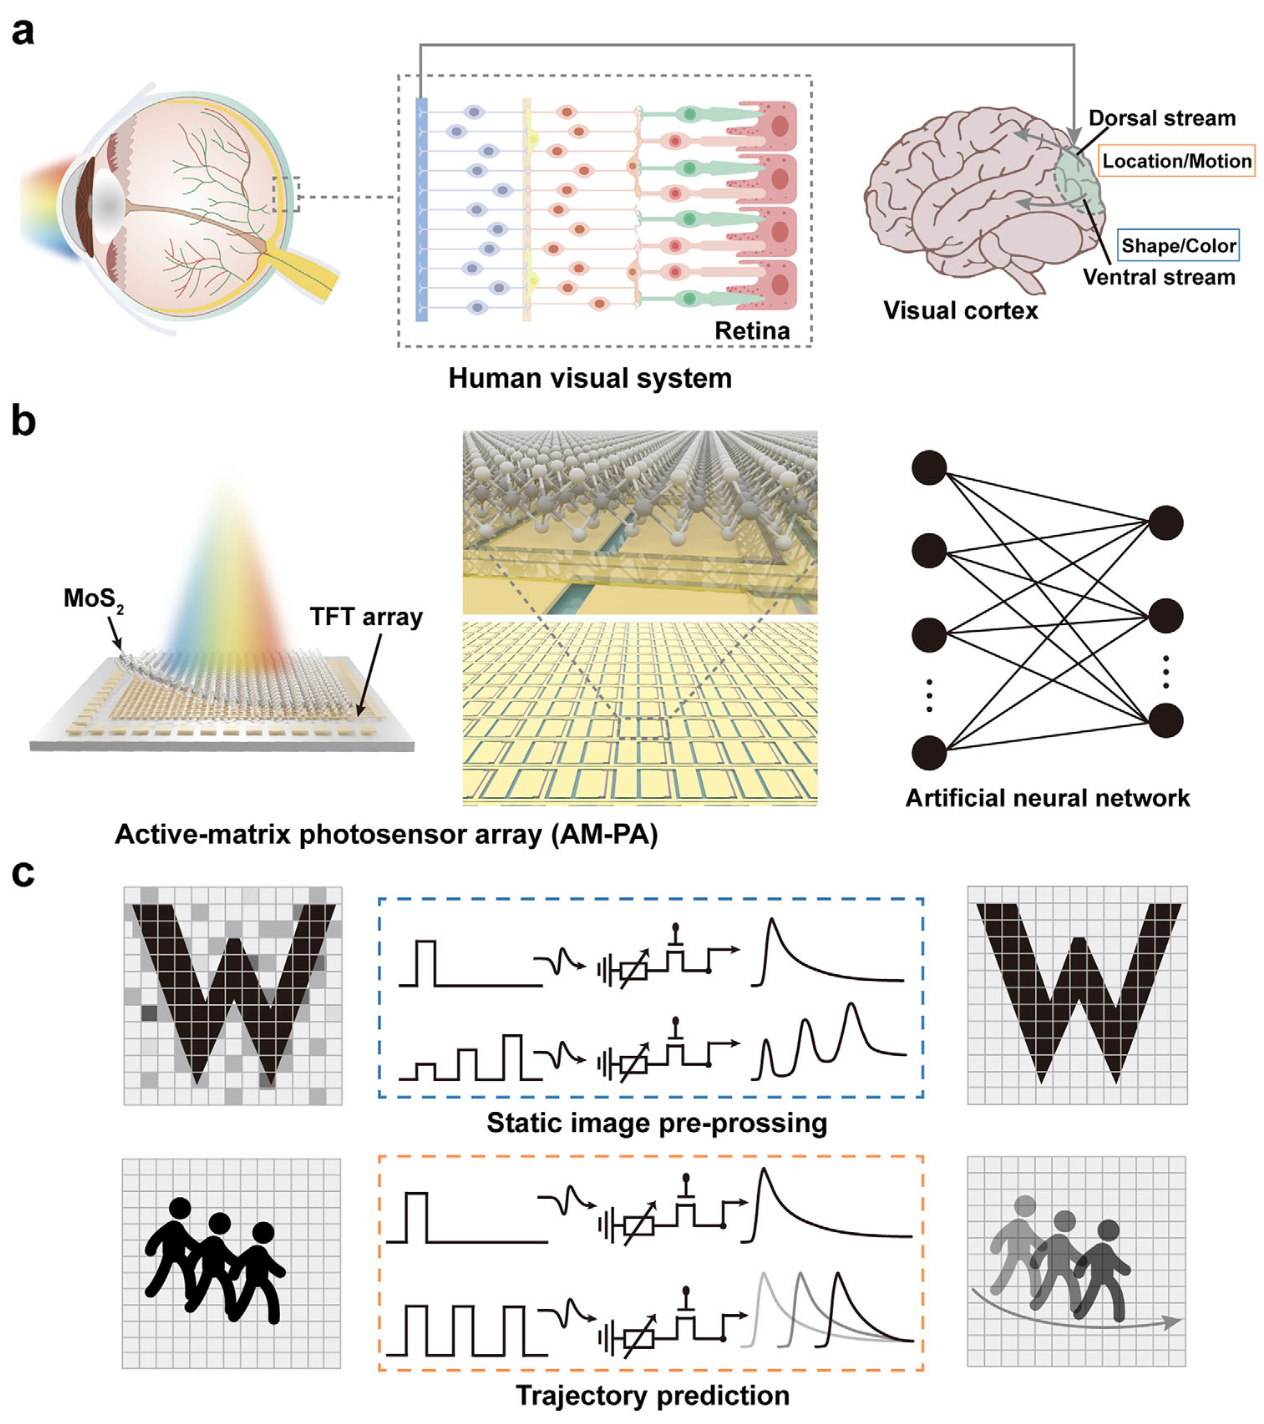 a
Dorsal stream
Location/Motion
Shape/Color
Ventral stream
Visual cortex
Retina
Human visual system
b
MoS₂
TFT array
Artificial neural network
Active-matrix photosensor array (AM-PA)
c
W
W
Static image pre-prossing
Trajectory prediction